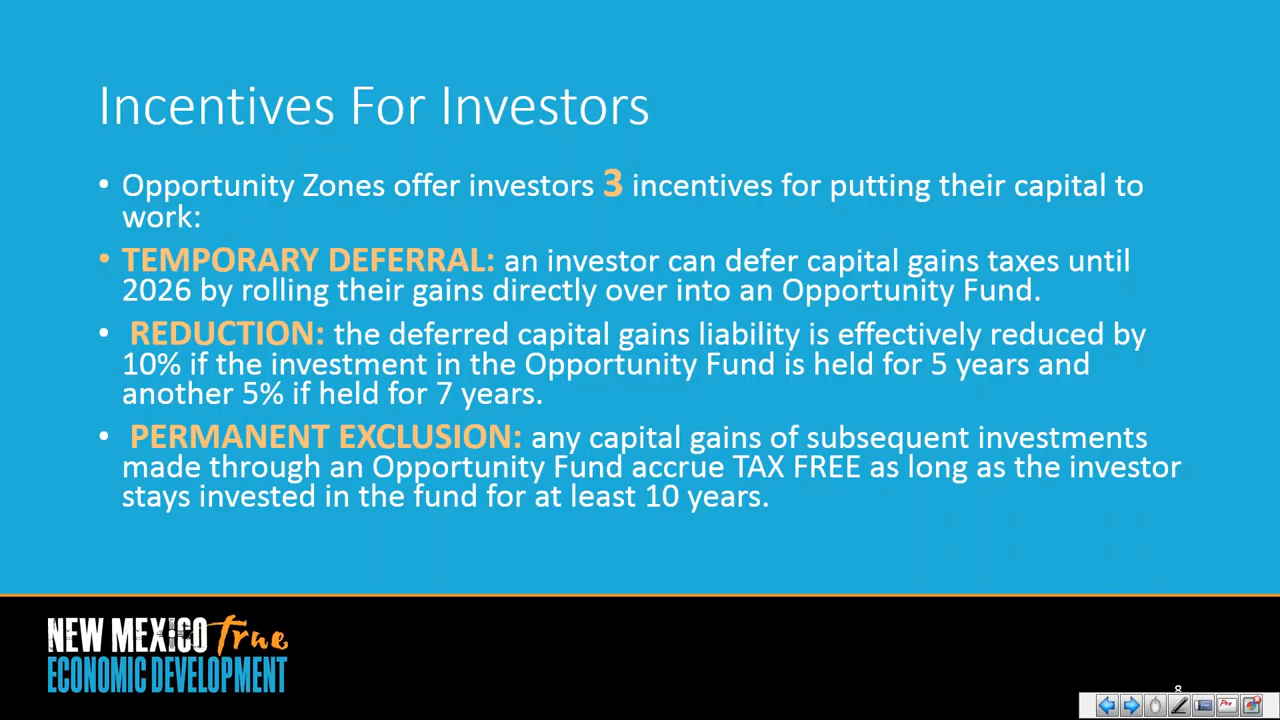 Incentives For Investors
• Opportunity Zones offer investors 3 incentives for putting their capital to
work:
• TEMPORARY DEFERRAL: an investor can defer capital gains taxes until
2026 by rolling their gains directly over into an Opportunity Fund.
• REDUCTION: the deferred capital gains liability is effectively reduced by
10% if the investment in the Opportunity Fund is held for 5 years and
another 5% if held for 7 years.
• PERMANENT EXCLUSION: any capital gains of subsequent investments
made through an Opportunity Fund accrue TAX FREE as long as the investor
stays invested in the fund for at least 10 years.
NEW MEXICO True
ECONOMIC DEVELOPMENT
8